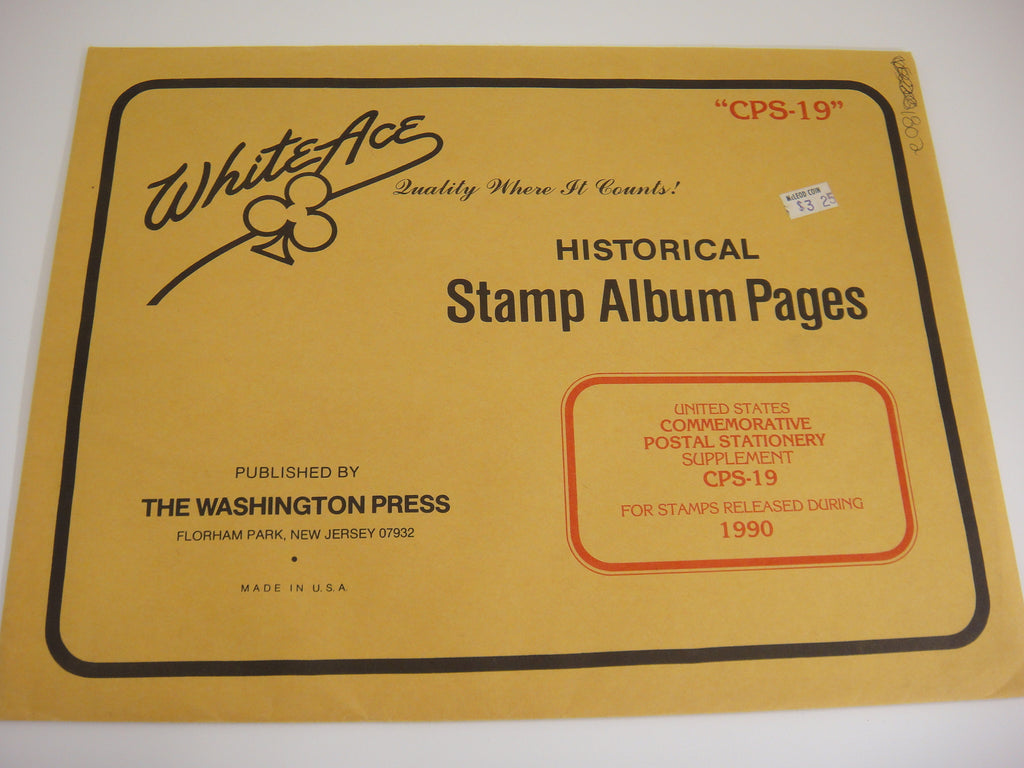 "CPS-19"
WhiteAce
Quality Where It Counts!
McLEOD COIN
$3 25
HISTORICAL
Stamp Album Pages
UNITED STATES
COMMEMORATIVE
POSTAL STATIONERY
SUPPLEMENT
CPS-19
FOR STAMPS RELEASED DURING
1990
PUBLISHED BY
THE WASHINGTON PRESS
FLORHAM PARK, NEW JERSEY 07932
MADE IN U.S.A.